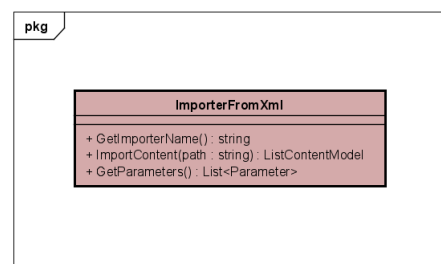 pkg
ImporterFromXml
+ GetImporterName() : string
+ ImportContent(path : string) : ListContentModel
+ GetParameters() : List<Parameter>